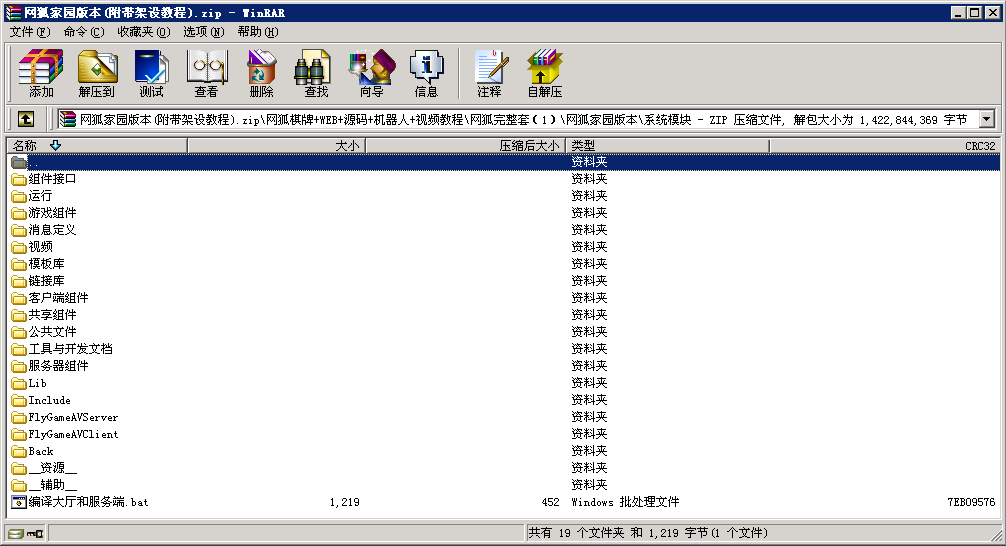 网狐家园版本(附带架设教程).zip - WinRAR
文件(F) 命令(C) 收藏夹(O) 选项(N) 帮助(H)
添加 解压到 测试 查看 删除 查找 向导 信息 注释 自解压
网狐家园版本(附带架设教程).zip\网狐棋牌+WEB+源码+机器人+视频教程\网狐完整套（1）\网狐家园版本\系统模块 - ZIP 压缩文件, 解包大小为 1,422,844,369 字节
名称 大小 压缩后大小 类型 CRC32
.. 资料夹
组件接口 资料夹
运行 资料夹
游戏组件 资料夹
消息定义 资料夹
视频 资料夹
模板库 资料夹
链接库 资料夹
客户端组件 资料夹
共享组件 资料夹
公共文件 资料夹
工具与开发文档 资料夹
服务器组件 资料夹
Lib 资料夹
Include 资料夹
FlyGameAVServer 资料夹
FlyGameAVClient 资料夹
Back 资料夹
__资源__ 资料夹
__辅助__ 资料夹
编译大厅和服务端.bat 1,219 452 Windows 批处理文件 7EB09576
共有 19 个文件夹 和 1,219 字节(1 个文件)